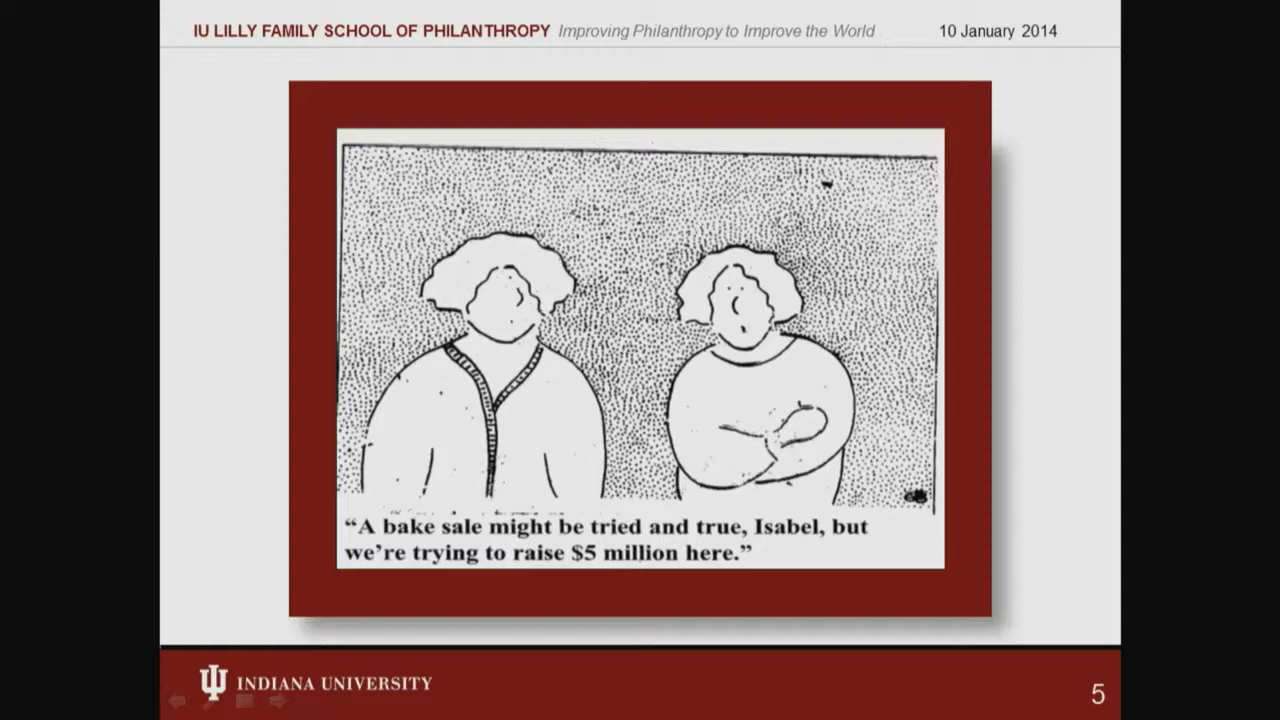 IU LILLY FAMILY SCHOOL OF PHILANTHROPY Improving Philanthropy to Improve the World 10 January 2014
“A bake sale might be tried and true, Isabel, but
we’re trying to raise $5 million here.”
INDIANA UNIVERSITY
5